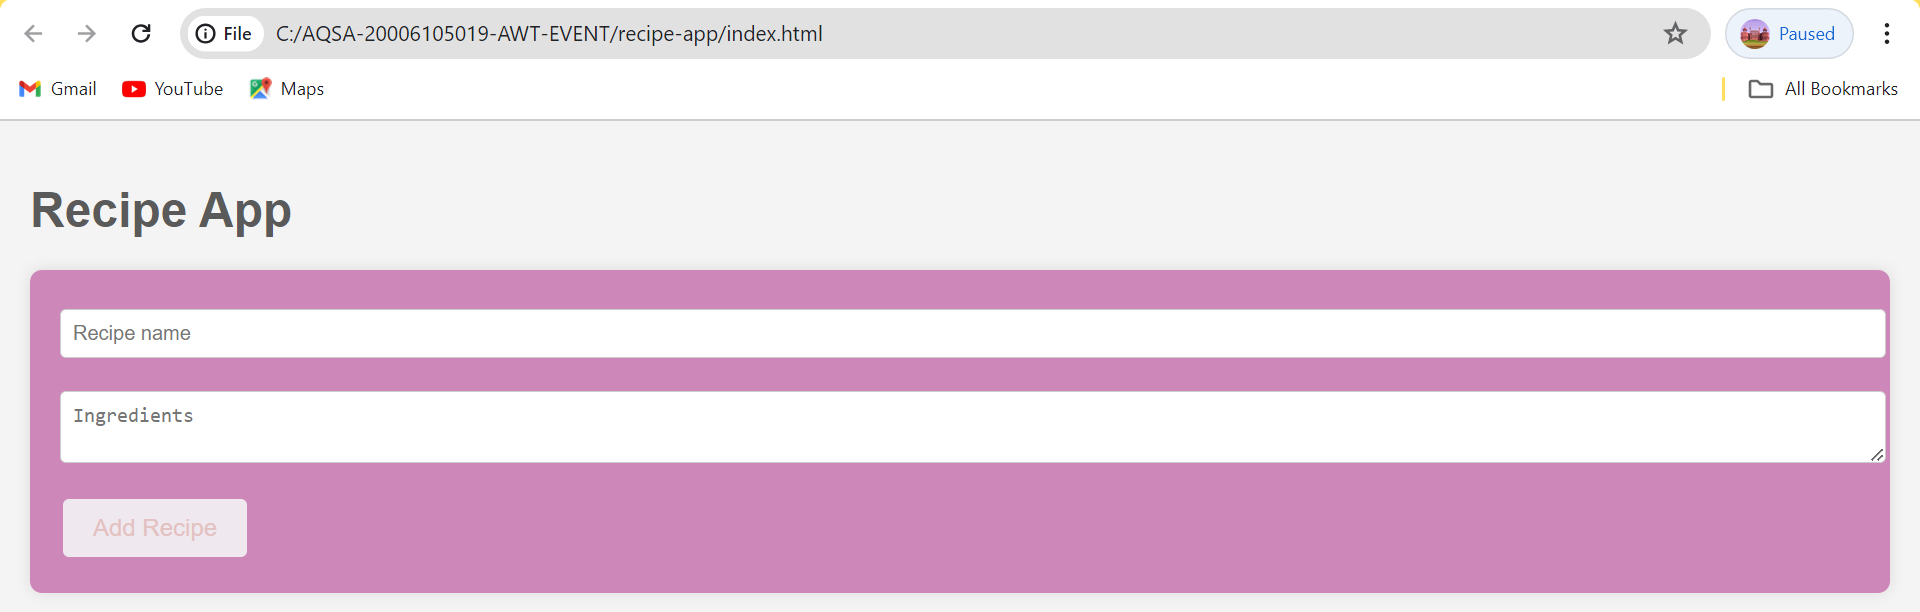 File C:/AQSA-20006105019-AWT-EVENT/recipe-app/index.html Paused
Gmail YouTube Maps All Bookmarks
Recipe App
Recipe name
Ingredients
Add Recipe